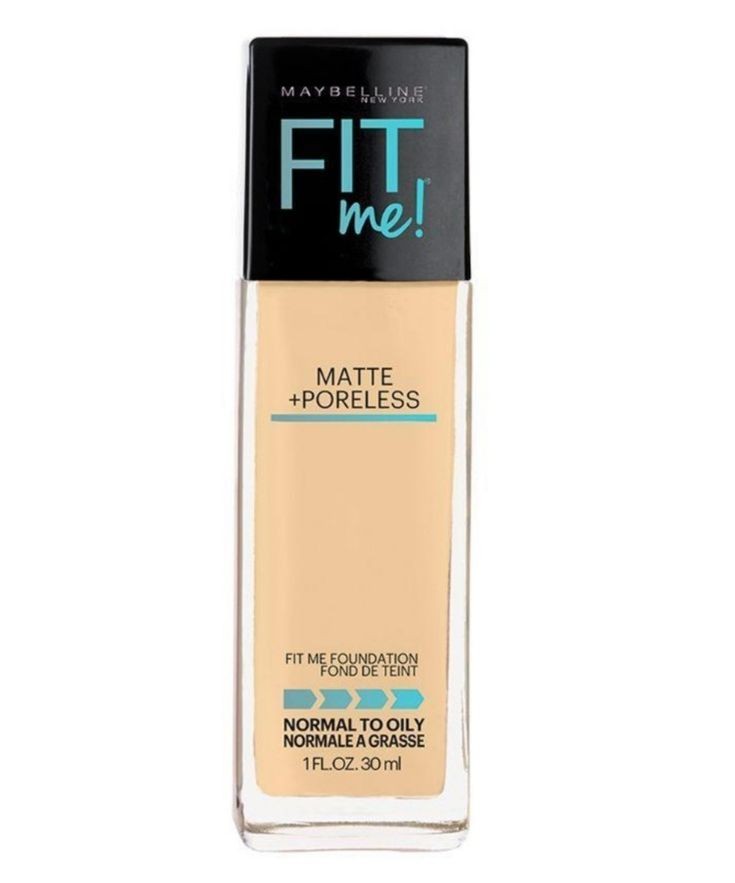 MAYBELLINE
NEW YORK
FIT
me!®
MATTE
+PORELESS
FIT ME FOUNDATION
FOND DE TEINT
NORMAL TO OILY
NORMALE A GRASSE
1 FL.OZ. 30 ml